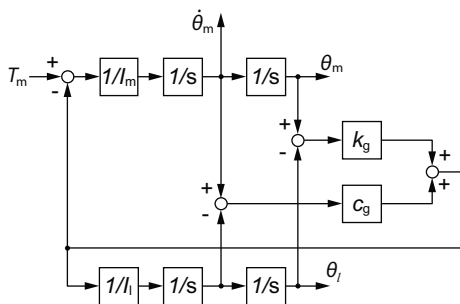 θ̇m
Tm
+
-
1/Im
1/s
1/s
θm
+
-
kg
+
+
+
-
cg
1/Il
1/s
1/s
θl